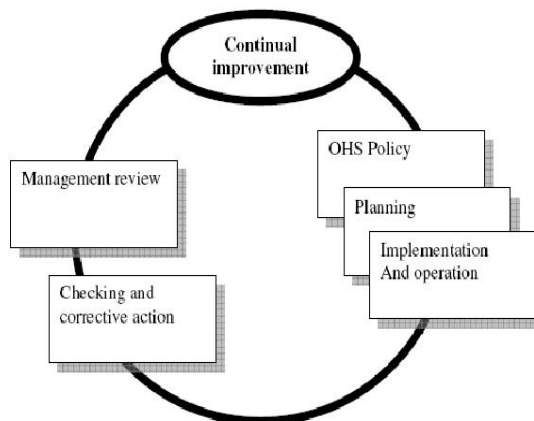 Continual
improvement
OHS Policy
Planning
Implementation
And operation
Checking and
corrective action
Management review